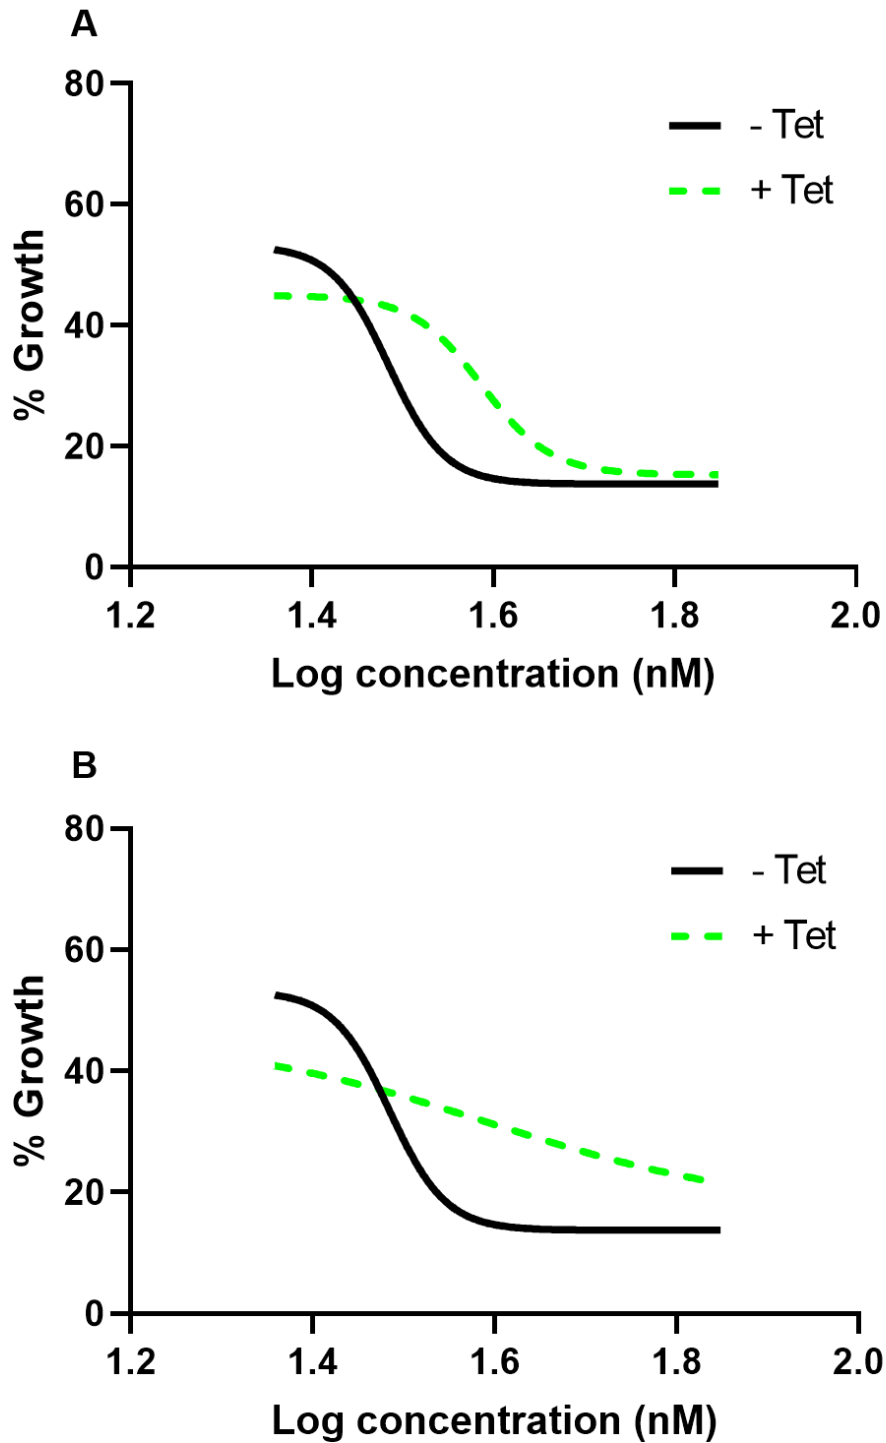 A
80
60
40
20
0
% Growth
- Tet
+ Tet
1.2 1.4 1.6 1.8 2.0
Log concentration (nM)
B
80
60
40
20
0
% Growth
- Tet
+ Tet
1.2 1.4 1.6 1.8 2.0
Log concentration (nM)